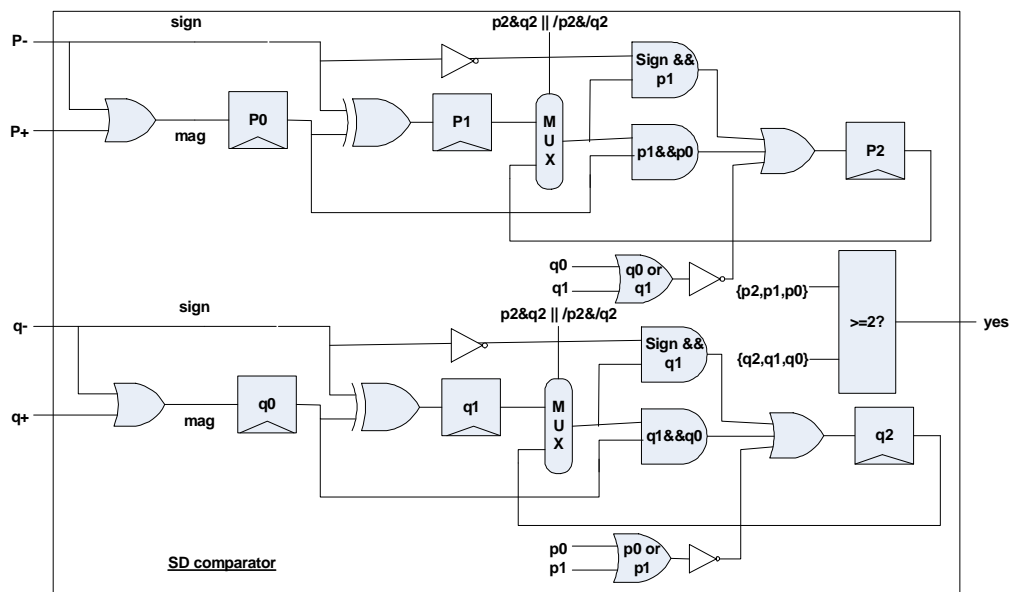 sign
p2&q2 || /p2&/q2
P-
Sign &&
p1
P+
mag
P0
P1
M
U
X
p1&&p0
P2
q0
q1
q0 or
q1
{p2,p1,p0}
sign
p2&q2 || /p2&/q2
>=2?
yes
q-
Sign &&
q1
{q2,q1,q0}
q+
mag
q0
q1
M
U
X
q1&&q0
q2
p0
p1
p0 or
p1
SD comparator